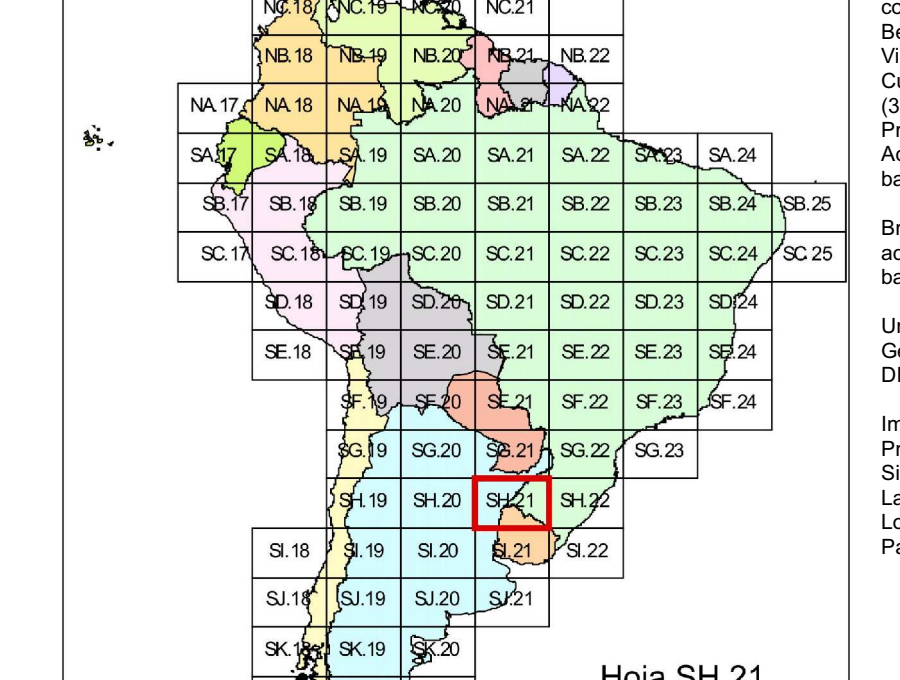 NC.18 NC.19 NC.20 NC.21
NB.18 NB.19 NB.20 NB.21 NB.22
NA.17 NA.18 NA.19 NA.20 NA.21 NA.22
SA.17 SA.18 SA.19 SA.20 SA.21 SA.22 SA.23 SA.24
SB.17 SB.18 SB.19 SB.20 SB.21 SB.22 SB.23 SB.24 SB.25
SC.17 SC.18 SC.19 SC.20 SC.21 SC.22 SC.23 SC.24 SC.25
SD.18 SD.19 SD.20 SD.21 SD.22 SD.23 SD.24
SE.18 SE.19 SE.20 SE.21 SE.22 SE.23 SE.24
SF.19 SF.20 SF.21 SF.22 SF.23 SF.24
SG.19 SG.20 SG.21 SG.22 SG.23
SH.19 SH.20 SH.21 SH.22
SI.18 SI.19 SI.20 SI.21 SI.22
SJ.18 SJ.19 SJ.20 SJ.21
SK.18 SK.19 SK.20
Hoja SH.21